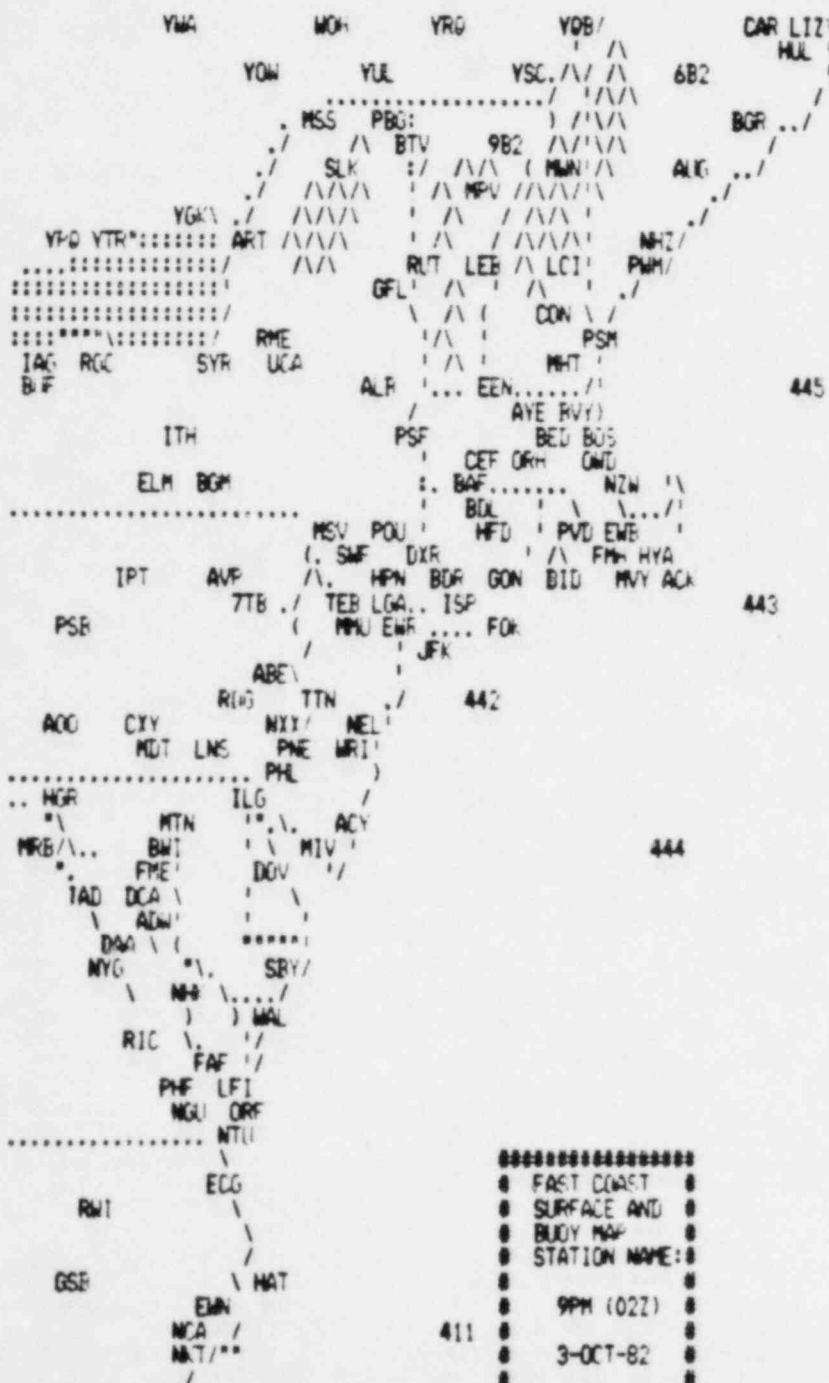 YWA WOH YRQ YQB/ CAR LIZ
HUL
YOW YUL YSC 6B2
MSS PBG BGR
BTV 9B2
SLK MWN AUG
MPV
YGK
YPQ YTR ART NHZ
RUT LEB LCI PWM
GFL
CON
RME PSM
IAG ROC SYR UCA MHT
BUF ALB EEN 445
AYE BVY
ITH PSF BED BOS
CEF ORH OWD
ELM BGM BAF NZW
BDL
MSV POU HFD PVD EWB
SWF DXR FMH HYA
IPT AVP HPN BDR GON BID MVY ACK
7TB TEB LGA ISP 443
PSB MMU EWR FOK
JFK
ABE
RDG TTN 442
AOO CXY NXX NEL
MDT LNS PNE WRI
PHL
HGR ILG
MTN ACY
MRB BWI MIV 444
FME DOV
IAD DCA
ADW
DAA
NYG SBY
NHK
WAL
RIC
FAF
PHF LFI
NGU ORF
NTU
ECG
RWI
GSB HAT
EWN
NCA 411
NKT
EAST COAST
SURFACE AND
BUOY MAP
STATION NAME:
9PM (02Z)
3-OCT-82